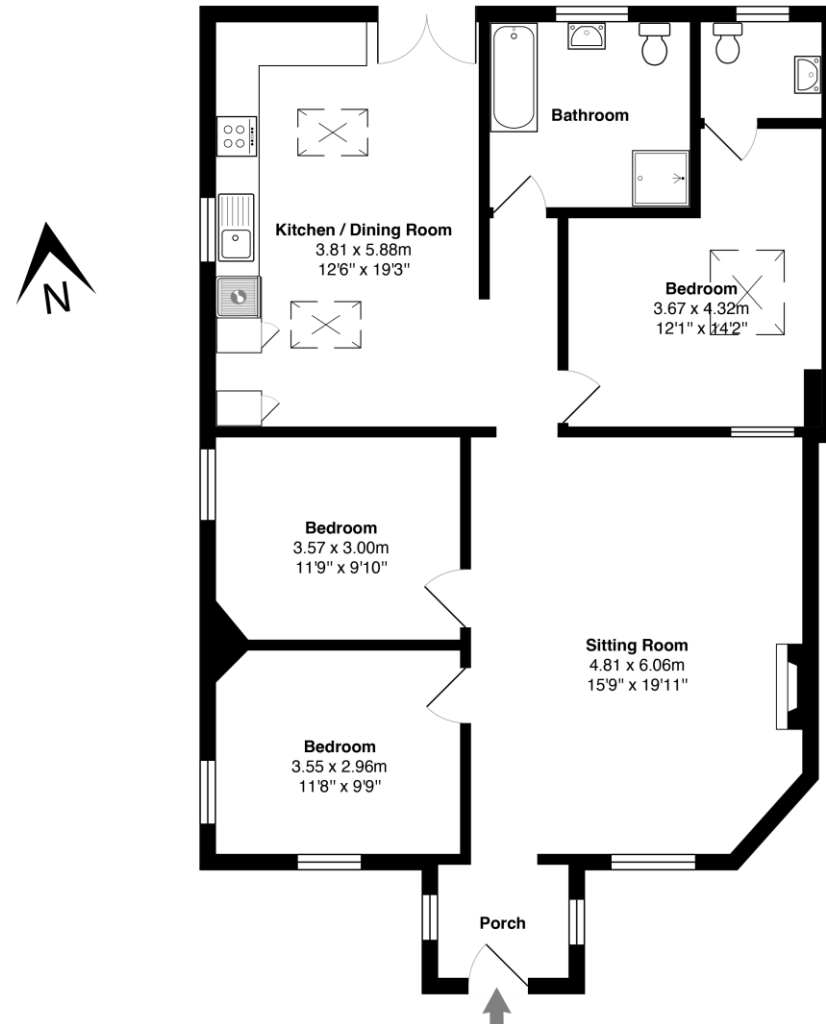 Bathroom
Kitchen / Dining Room
3.81 x 5.88m
12'6" x 19'3"
Bedroom
3.67 x 4.32m
12'1" x 14'2"
N
Bedroom
3.57 x 3.00m
11'9" x 9'10"
Sitting Room
4.81 x 6.06m
15'9" x 19'11"
Bedroom
3.55 x 2.96m
11'8" x 9'9"
Porch